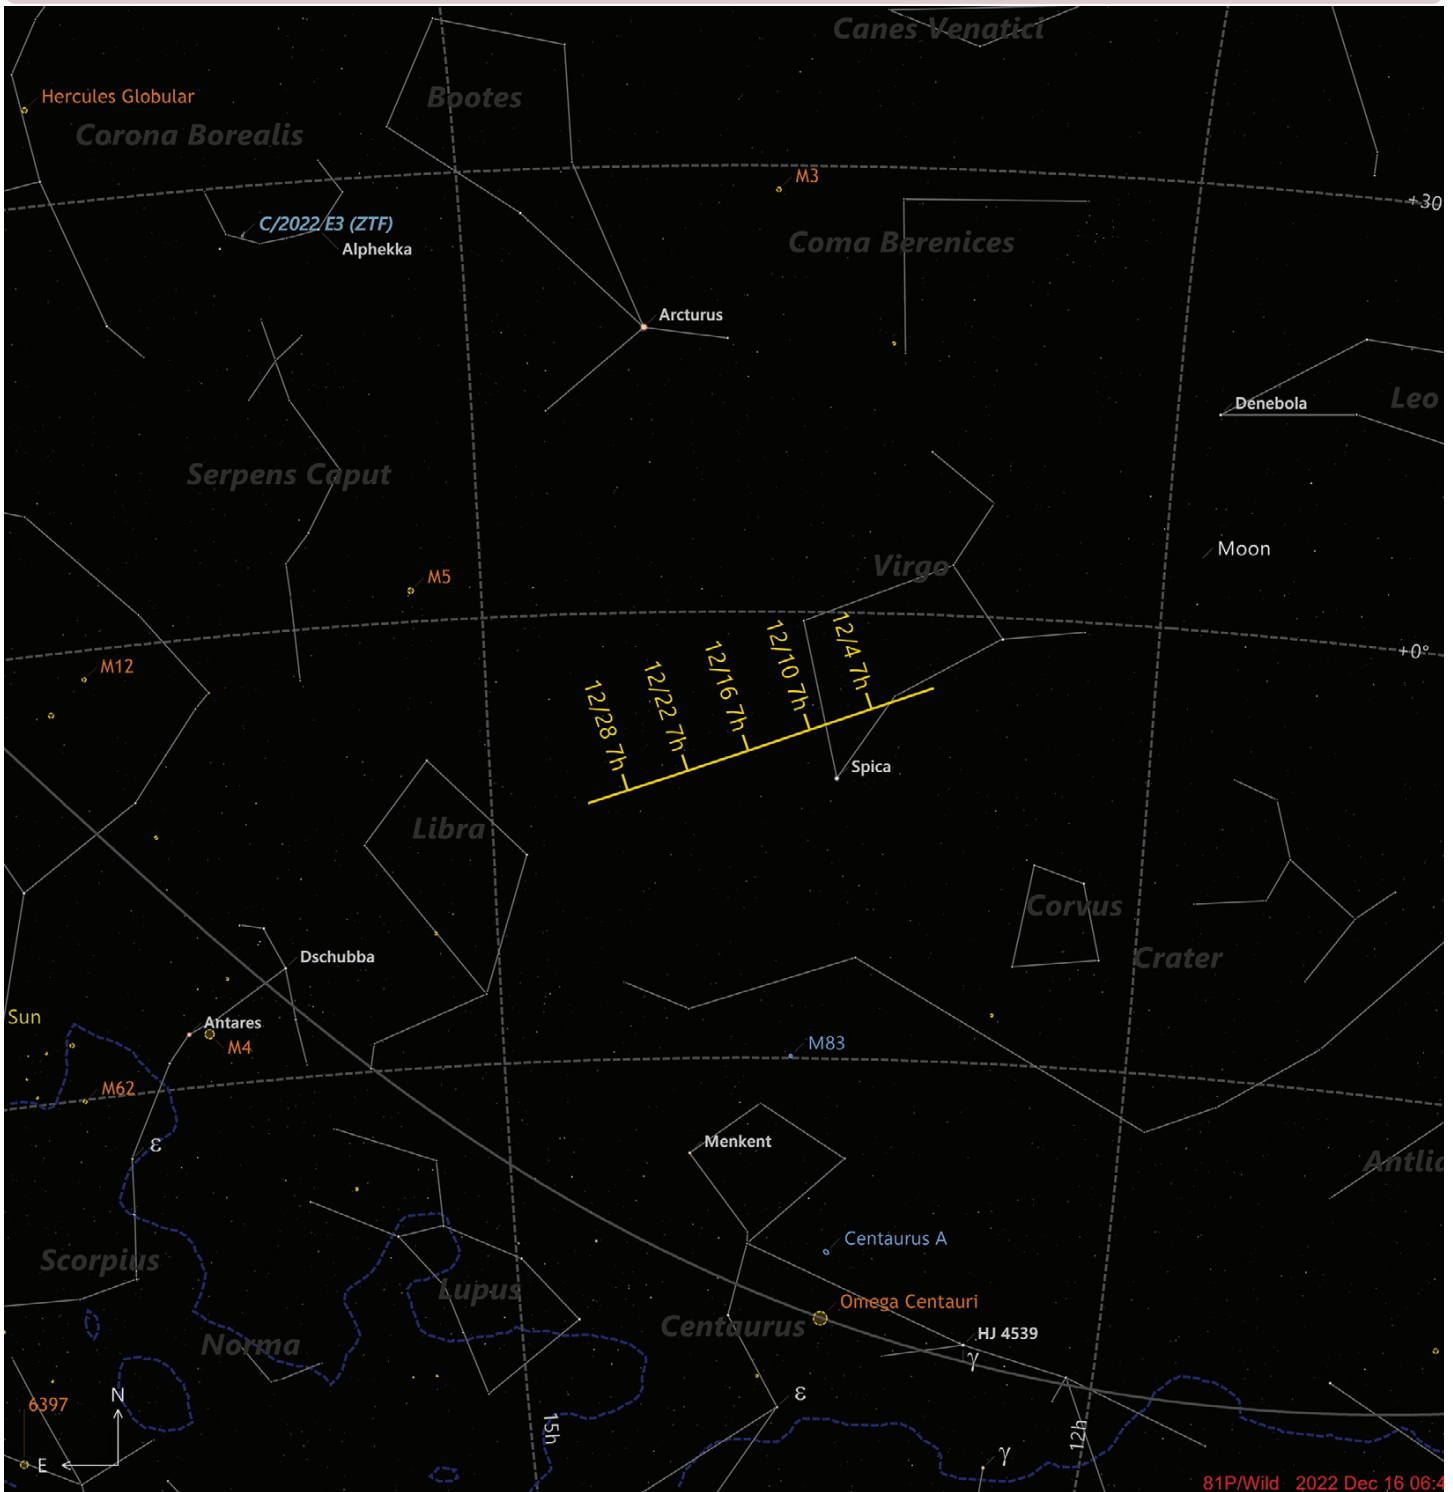 Canes Venatici
Hercules Globular
Bootes
Corona Borealis
M3
+30
C/2022 E3 (ZTF)
Alphekka
Coma Berenices
Arcturus
Denebola
Leo
Serpens Caput
Moon
Virgo
M5
M12
+0°
12/28 7h
12/22 7h
12/16 7h
12/10 7h
12/4 7h
Spica
Libra
Corvus
Crater
Dschubba
Sun
Antares
M4
M83
M62
ε
Menkent
Antlia
Scorpius
Centaurus A
Lupus
Omega Centauri
Centaurus
HJ 4539
Norma
γ
6397
N
ε
15h
12h
γ
E
81P/Wild 2022 Dec 16 06:4